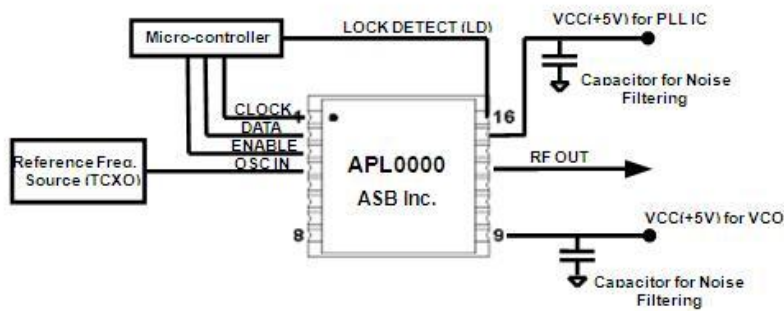 VCC(+5V) for PLL IC
Micro-controller
LOCK DETECT (LD)
Capacitor for Noise
Filtering
CLOCK
1
16
DATA
ENABLE
OSC IN
Reference Freq.
Source (TCXO)
APL0000
ASB Inc.
RF OUT
8
9
VCC(+5V) for VCO
Capacitor for Noise
Filtering